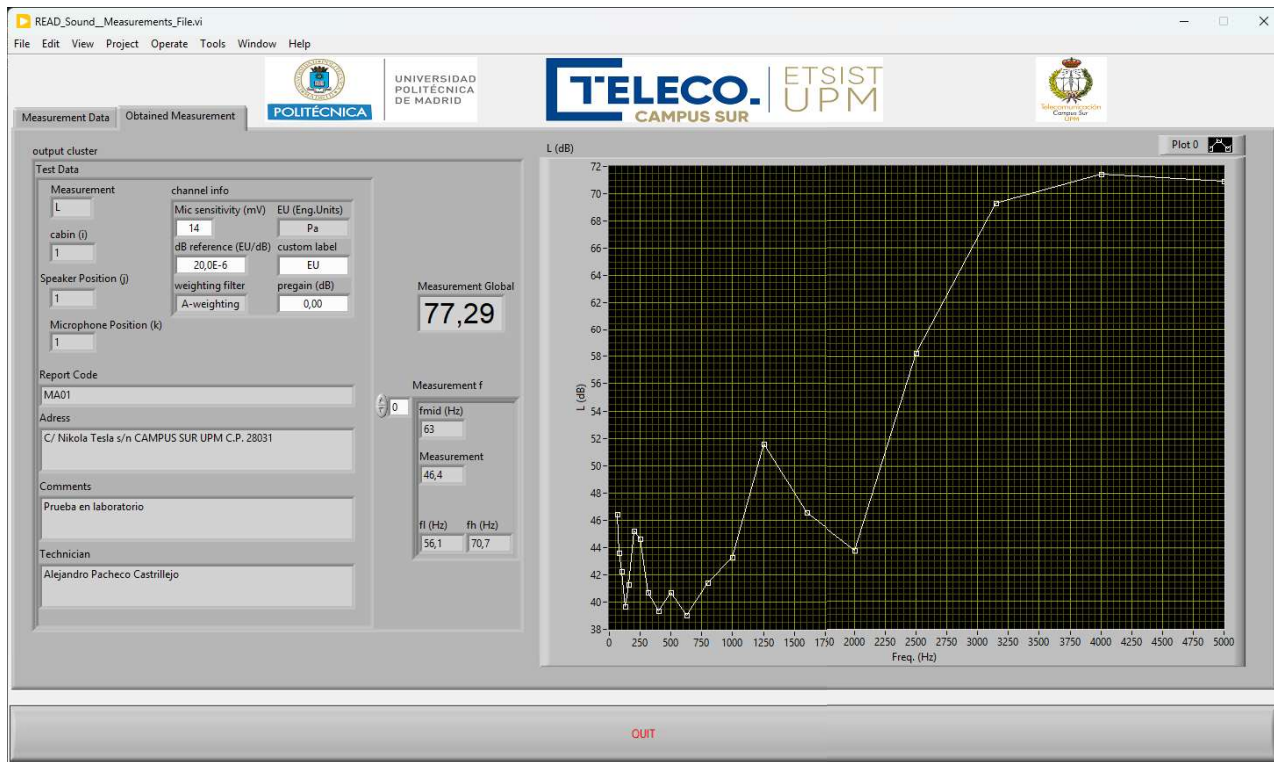 READ_Sound__Measurements_File.vi
File Edit View Project Operate Tools Window Help
POLITÉCNICA
UNIVERSIDAD
POLITÉCNICA
DE MADRID
TELECO.
CAMPUS SUR
ETSIST
UPM
Telecomunicación
Campus Sur
UPM
Measurement Data Obtained Measurement
output cluster
Test Data
Measurement
L
cabin (i)
1
Speaker Position (j)
1
Microphone Position (k)
1
channel info
Mic sensitivity (mV) EU (Eng.Units)
14 Pa
dB reference (EU/dB) custom label
20,0E-6 EU
weighting filter pregain (dB)
A-weighting 0,00
Report Code
MA01
Adress
C/ Nikola Tesla s/n CAMPUS SUR UPM C.P. 28031
Comments
Prueba en laboratorio
Technician
Alejandro Pacheco Castrillejo
Measurement Global
77,29
Measurement f
0
fmid (Hz)
63
Measurement
46,4
fl (Hz) fh (Hz)
56,1 70,7
L (dB)
Plot 0
72
70
68
66
64
62
60
58
56
54
52
50
48
46
44
42
40
38
L (dB)
0 250 500 750 1000 1250 1500 1750 2000 2250 2500 2750 3000 3250 3500 3750 4000 4250 4500 4750 5000
Freq. (Hz)
QUIT